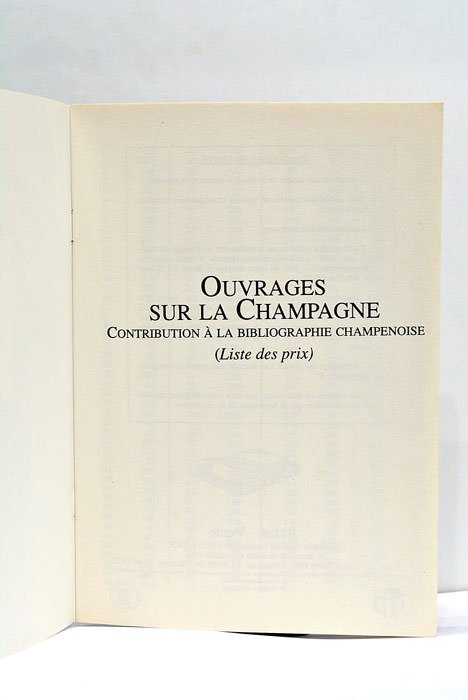 OUVRAGES
SUR LA CHAMPAGNE
CONTRIBUTION À LA BIBLIOGRAPHIE CHAMPENOISE
(Liste des prix)